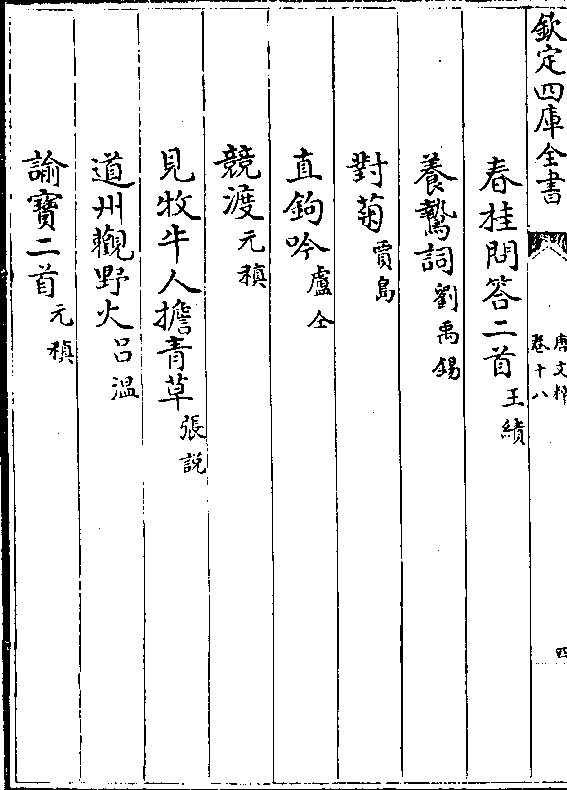 欽定四庫全書
唐文粹
卷十八
四
春桂問答二首 王績
養鷙詞 劉禹錫
對菊 賈島
直鉤吟 盧仝
競渡 元稹
見牧牛人擔青草 張說
道州觀野火 呂溫
諭寶二首 元稹